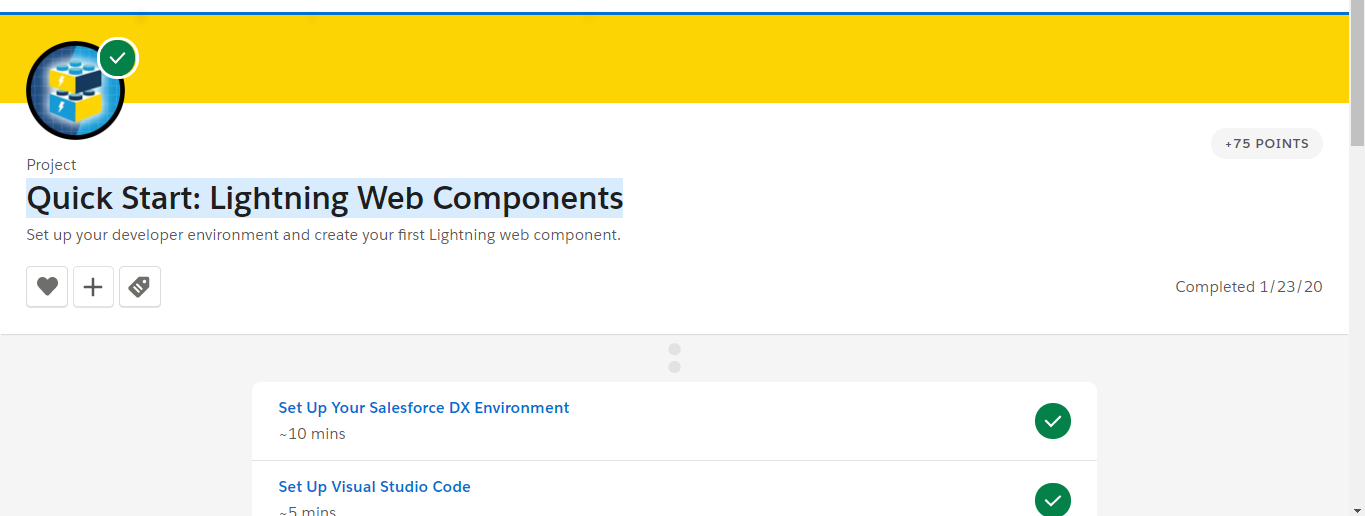 +75 POINTS
Project
Quick Start: Lightning Web Components
Set up your developer environment and create your first Lightning web component.
Completed 1/23/20
Set Up Your Salesforce DX Environment
~10 mins
Set Up Visual Studio Code
~5 mins